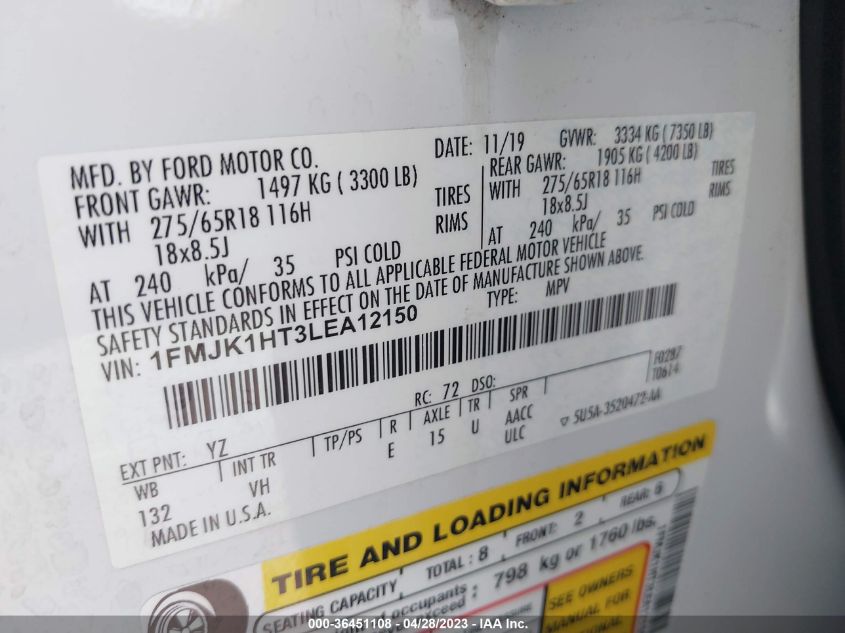 MFD. BY FORD MOTOR CO. DATE: 11/19 GVWR: 3334 KG ( 7350 LB)
FRONT GAWR: 1497 KG ( 3300 LB) REAR GAWR: 1905 KG ( 4200 LB)
WITH 275/65R18 116H TIRES WITH 275/65R18 116H TIRES
18x8.5J RIMS 18x8.5J RIMS
AT 240 kPa/ 35 PSI COLD AT 240 kPa/ 35 PSI COLD
THIS VEHICLE CONFORMS TO ALL APPLICABLE FEDERAL MOTOR VEHICLE
SAFETY STANDARDS IN EFFECT ON THE DATE OF MANUFACTURE SHOWN ABOVE.
VIN: 1FMJK1HT3LEA12150 TYPE: MPV
F0287
T0614
RC: 72 DSO:
EXT PNT: YZ TP/PS R AXLE TR SPR
E 15 U AACC
ULC
5U5A-3520472-AA
WB INT TR
132 VH
MADE IN U.S.A.
TIRE AND LOADING INFORMATION
SEATING CAPACITY TOTAL : 8 FRONT: 2 REAR: 6
occupants 798 kg or 1760 lbs.
SEE OWNERS
MANUAL FOR
000-36451108 - 04/28/2023 - IAA, Inc.